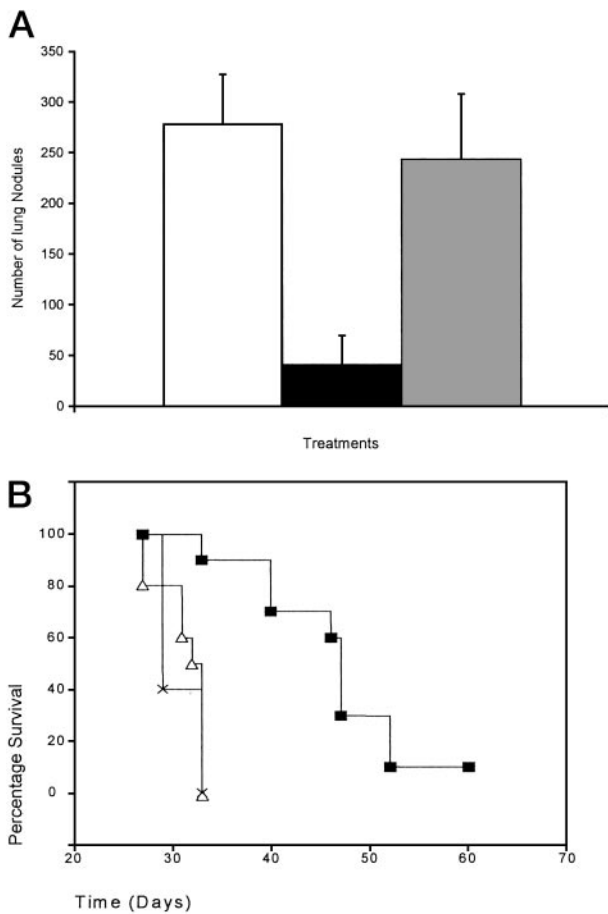 A
350
300
250
200
150
100
50
0
Number of lung Nodules
Treatments
B
100
80
60
40
20
0
Percentage Survival
20 30 40 50 60 70
Time (Days)